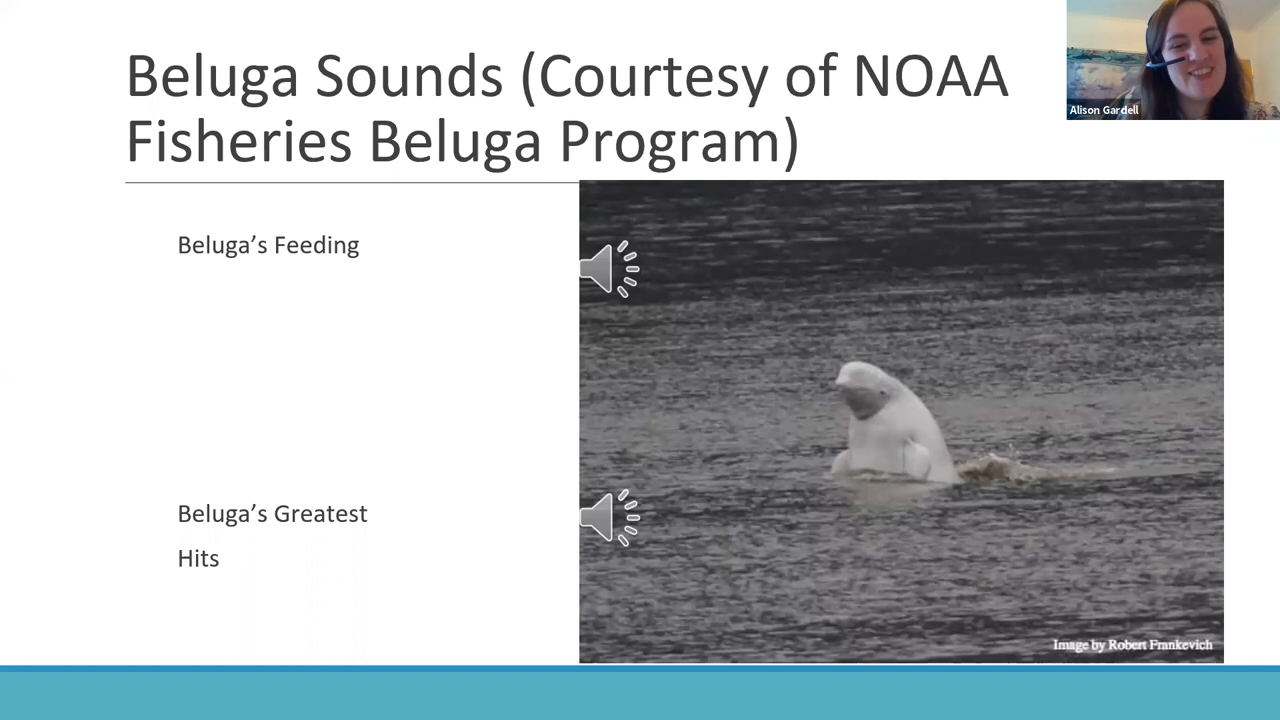 Beluga Sounds (Courtesy of NOAA
Fisheries Beluga Program)
Alison Gardell
Beluga’s Feeding
Beluga’s Greatest
Hits
Image by Robert Frankevich